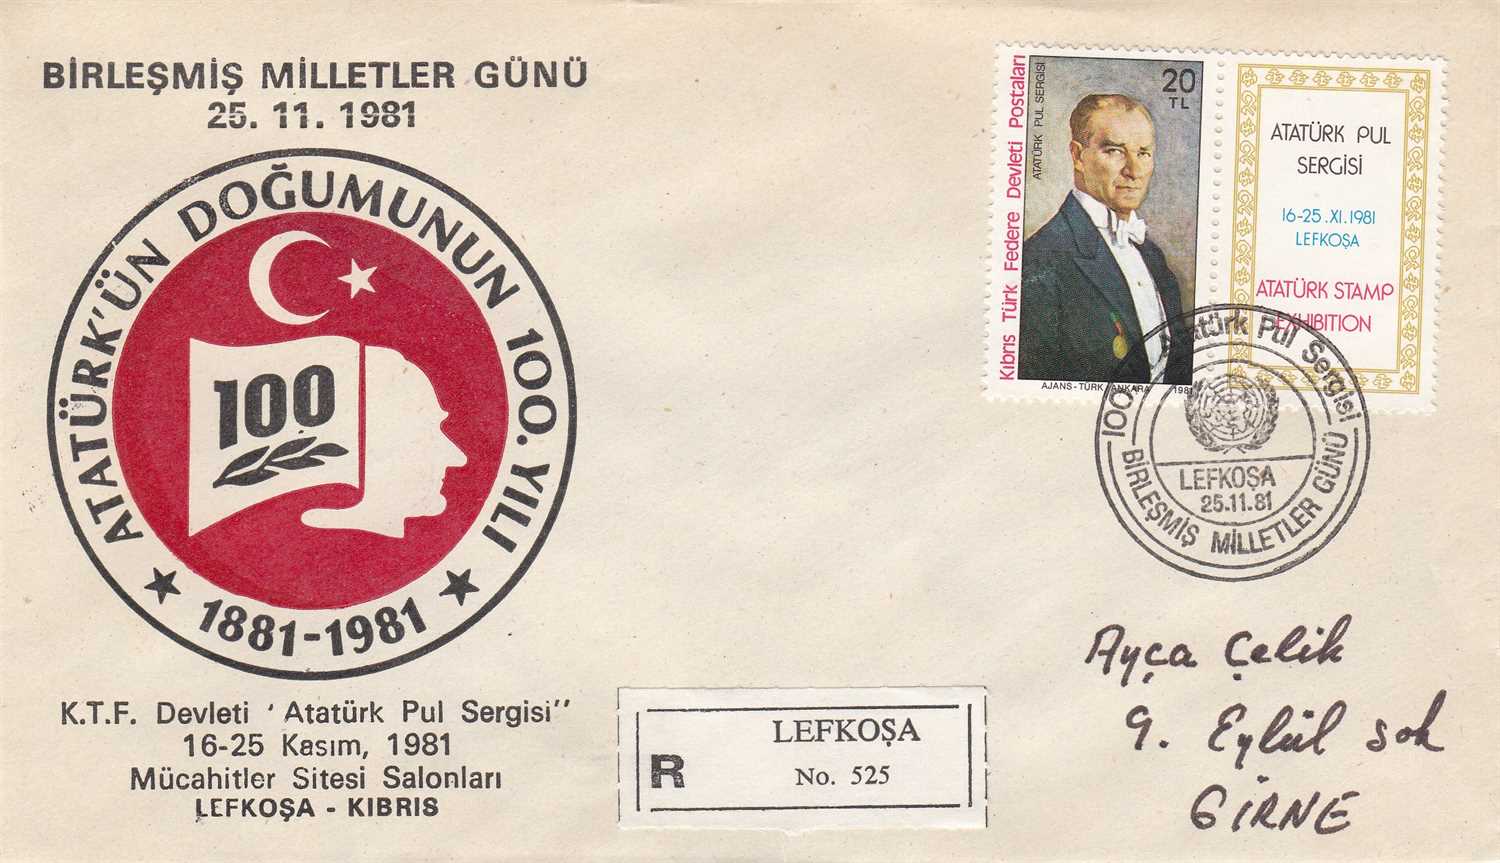 BİRLEŞMİŞ MİLLETLER GÜNÜ
25. 11. 1981
ATATÜRK'ÜN DOĞUMUNUN 100. YILI
100
1881-1981
K.T.F. Devleti 'Atatürk Pul Sergisi''
16-25 Kasım, 1981
Mücahitler Sitesi Salonları
LEFKOŞA - KIBRIS
Kıbrıs Türk Federe Devleti Postaları
ATATÜRK PUL SERGİSİ
20
TL
AJANS-TÜRK ANKARA 1981
ATATÜRK PUL
SERGİSİ
16-25.XI.1981
LEFKOŞA
ATATÜRK STAMP
EXHIBITION
100. Atatürk Pul Sergisi
LEFKOŞA
25.11.81
BİRLEŞMİŞ MİLLETLER GÜNÜ
R
LEFKOŞA
No. 525
Ayça Çelik
9. Eylül sok
GİRNE